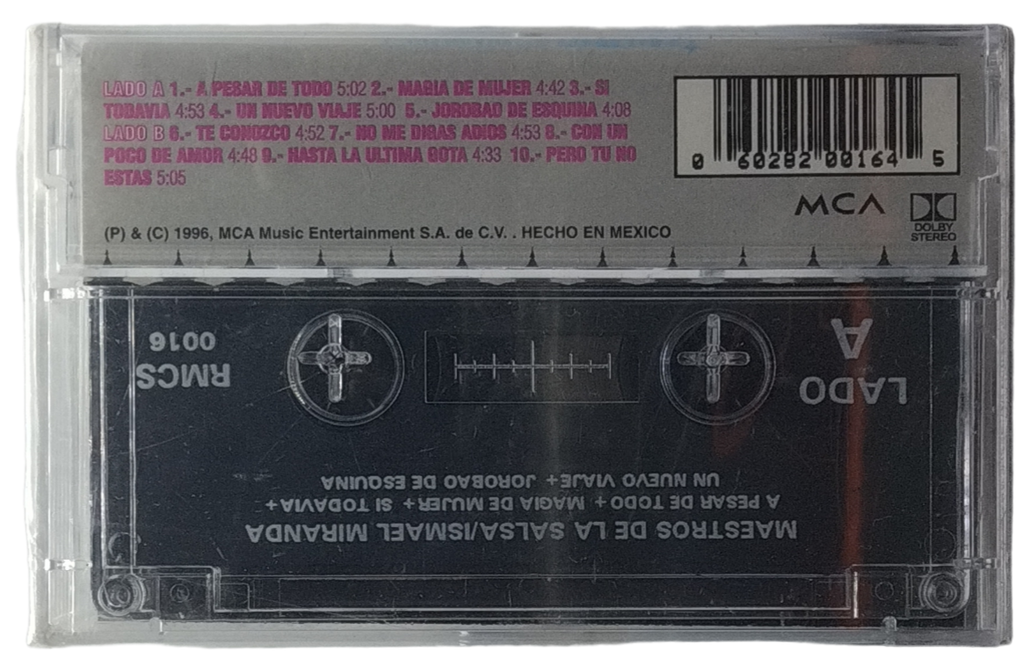 LADO A 1.- A PESAR DE TODO 5:02 2.- MAGIA DE MUJER 4:42 3.- SI
TODAVIA 4:53 4.- UN NUEVO VIAJE 5:00 5.- JOROBAO DE ESQUINA 4:08
LADO B 6.- TE CONOZCO 4:52 7.- NO ME DIGAS ADIOS 4:53 8.- CON UN
POCO DE AMOR 4:48 9.- HASTA LA ULTIMA GOTA 4:33 10.- PERO TU NO
ESTAS 5:05
0 60282 00164 5
MCA
DOLBY
STEREO
(P) & (C) 1996, MCA Music Entertainment S.A. de C.V. . HECHO EN MEXICO
MAESTROS DE LA SALSA/ISMAEL MIRANDA
A PESAR DE TODO + MAGIA DE MUJER + SI TODAVIA +
UN NUEVO VIAJE + JOROBAO DE ESQUINA
LADO
A
RMCS
0016